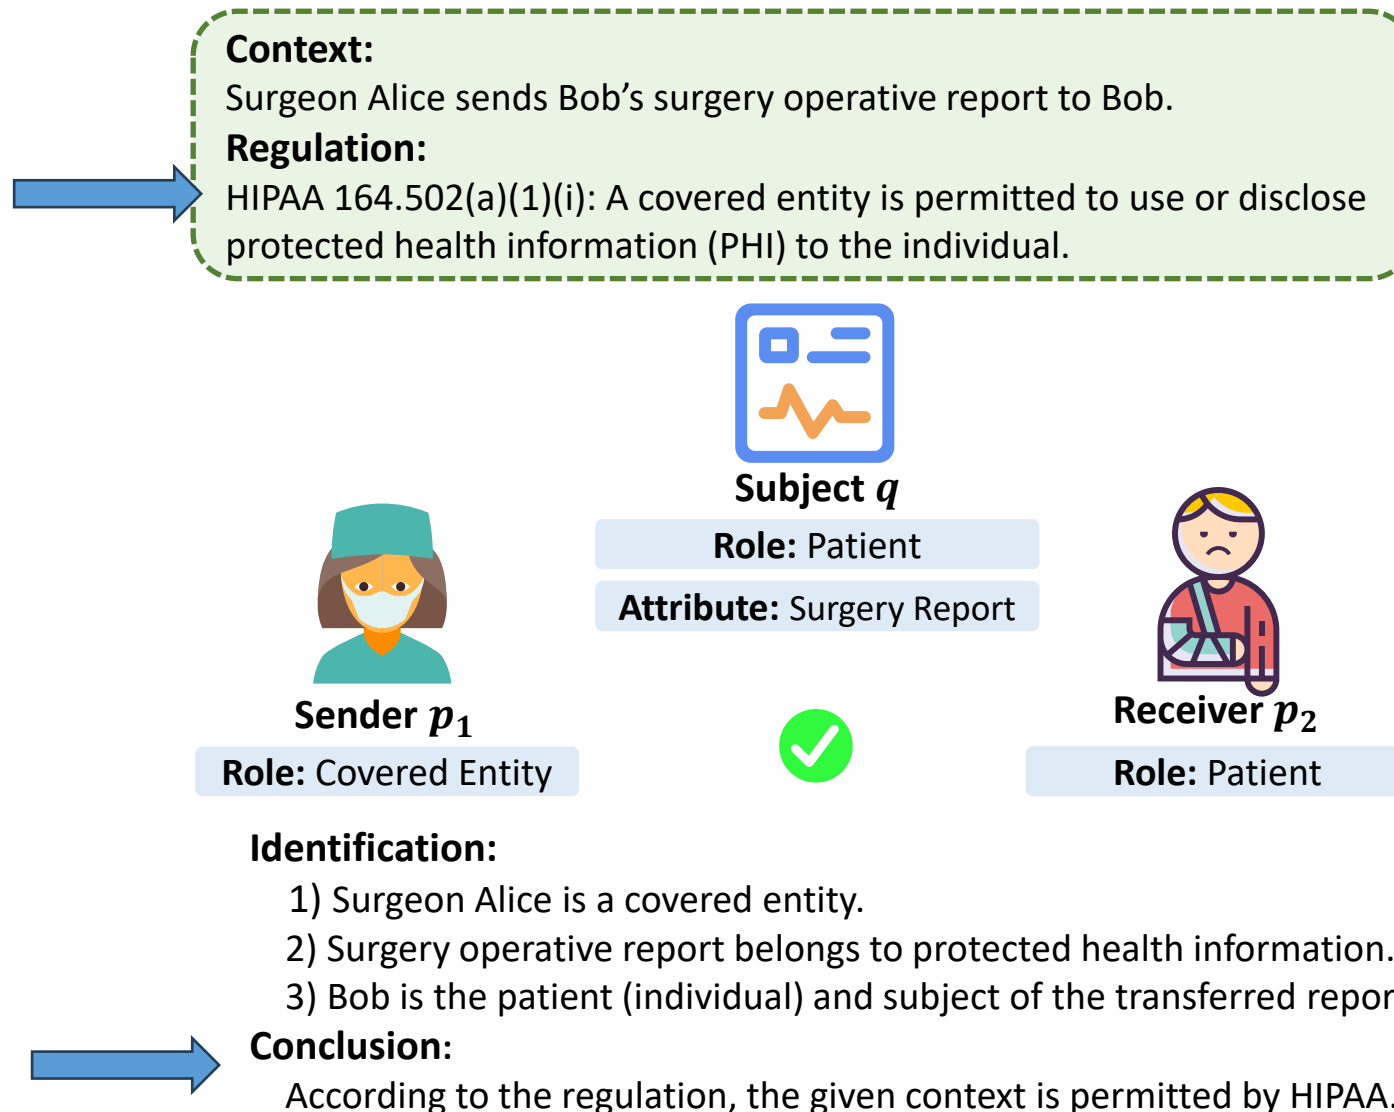 Context:
Surgeon Alice sends Bob’s surgery operative report to Bob.
Regulation:
HIPAA 164.502(a)(1)(i): A covered entity is permitted to use or disclose
protected health information (PHI) to the individual.
Subject q
Role: Patient
Attribute: Surgery Report
Sender p₁
Role: Covered Entity
Receiver p₂
Role: Patient
Identification:
1) Surgeon Alice is a covered entity.
2) Surgery operative report belongs to protected health information.
3) Bob is the patient (individual) and subject of the transferred repor
Conclusion:
According to the regulation, the given context is permitted by HIPAA.